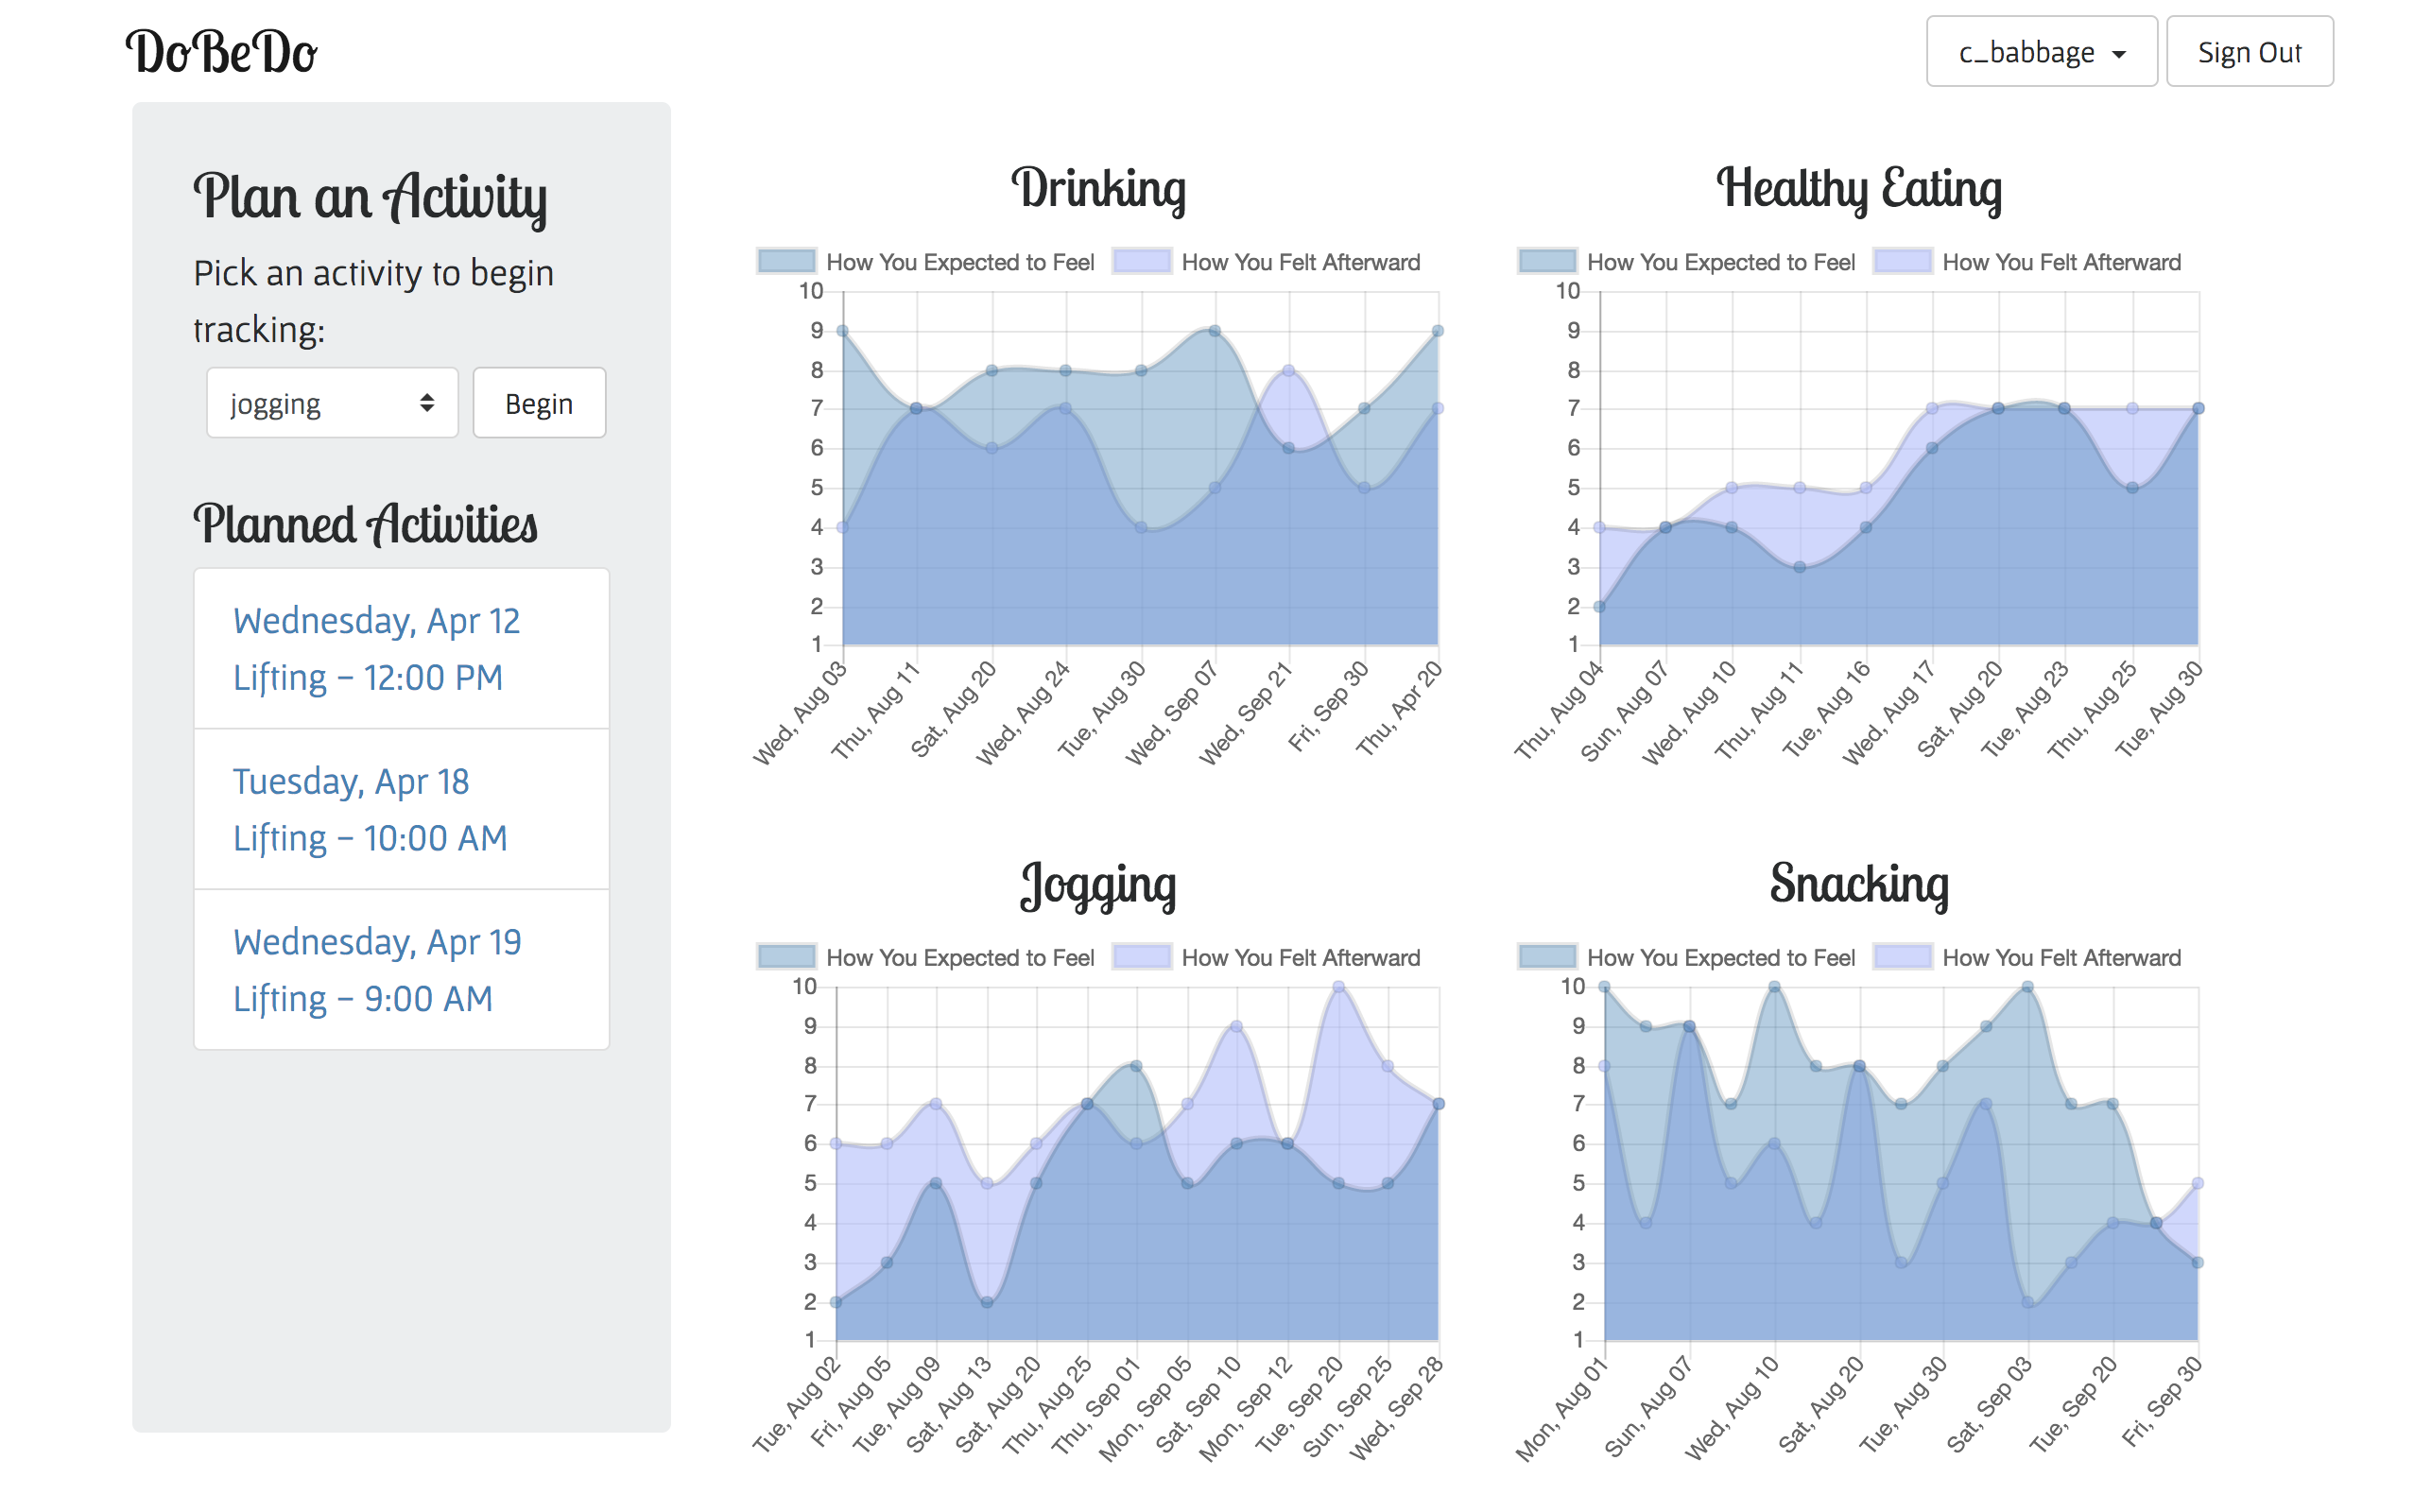 DoBeDo
c_babbage
Sign Out
Plan an Activity
Pick an activity to begin
tracking:
jogging
Begin
Planned Activities
Wednesday, Apr 12
Lifting – 12:00 PM
Tuesday, Apr 18
Lifting – 10:00 AM
Wednesday, Apr 19
Lifting – 9:00 AM
Drinking
How You Expected to Feel
How You Felt Afterward
10
9
8
7
6
5
4
3
2
1
Wed, Aug 03
Thu, Aug 11
Sat, Aug 20
Wed, Aug 24
Tue, Aug 30
Wed, Sep 07
Wed, Sep 21
Fri, Sep 30
Thu, Apr 20
Healthy Eating
How You Expected to Feel
How You Felt Afterward
10
9
8
7
6
5
4
3
2
1
Thu, Aug 04
Sun, Aug 07
Wed, Aug 10
Thu, Aug 11
Tue, Aug 16
Wed, Aug 17
Sat, Aug 20
Tue, Aug 23
Thu, Aug 25
Tue, Aug 30
Jogging
How You Expected to Feel
How You Felt Afterward
10
9
8
7
6
5
4
3
2
1
Tue, Aug 02
Fri, Aug 05
Tue, Aug 09
Sat, Aug 13
Sat, Aug 20
Thu, Aug 25
Thu, Sep 01
Mon, Sep 05
Sat, Sep 10
Mon, Sep 12
Tue, Sep 20
Sun, Sep 25
Wed, Sep 28
Snacking
How You Expected to Feel
How You Felt Afterward
10
9
8
7
6
5
4
3
2
1
Mon, Aug 01
Sun, Aug 07
Wed, Aug 10
Sat, Aug 20
Tue, Aug 30
Sat, Sep 03
Tue, Sep 20
Fri, Sep 30